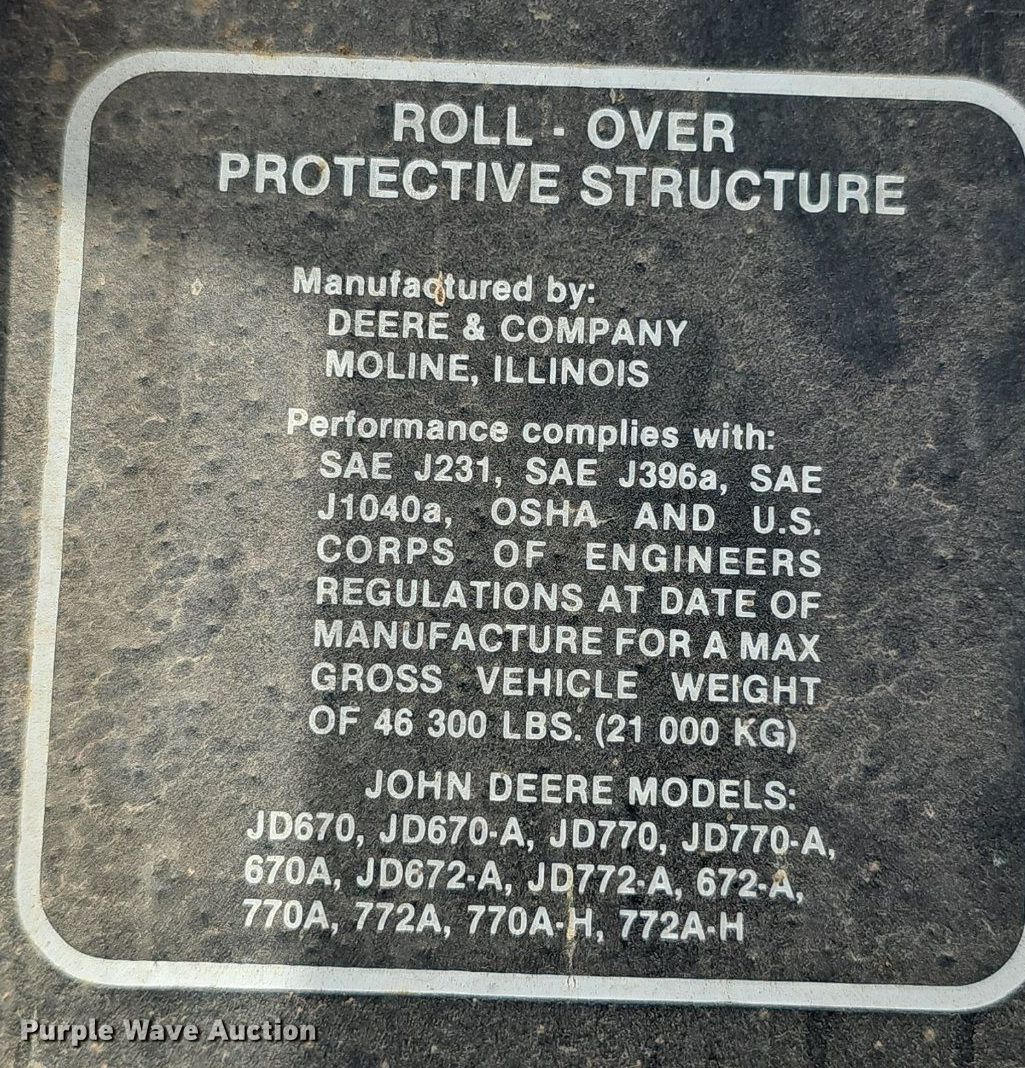 ROLL - OVER
PROTECTIVE STRUCTURE
Manufactured by:
DEERE & COMPANY
MOLINE, ILLINOIS
Performance complies with:
SAE J231, SAE J396a, SAE
J1040a, OSHA AND U.S.
CORPS OF ENGINEERS
REGULATIONS AT DATE OF
MANUFACTURE FOR A MAX
GROSS VEHICLE WEIGHT
OF 46 300 LBS. (21 000 KG)
JOHN DEERE MODELS:
JD670, JD670-A, JD770, JD770-A,
670A, JD672-A, JD772-A, 672-A,
770A, 772A, 770A-H, 772A-H
Purple Wave Auction